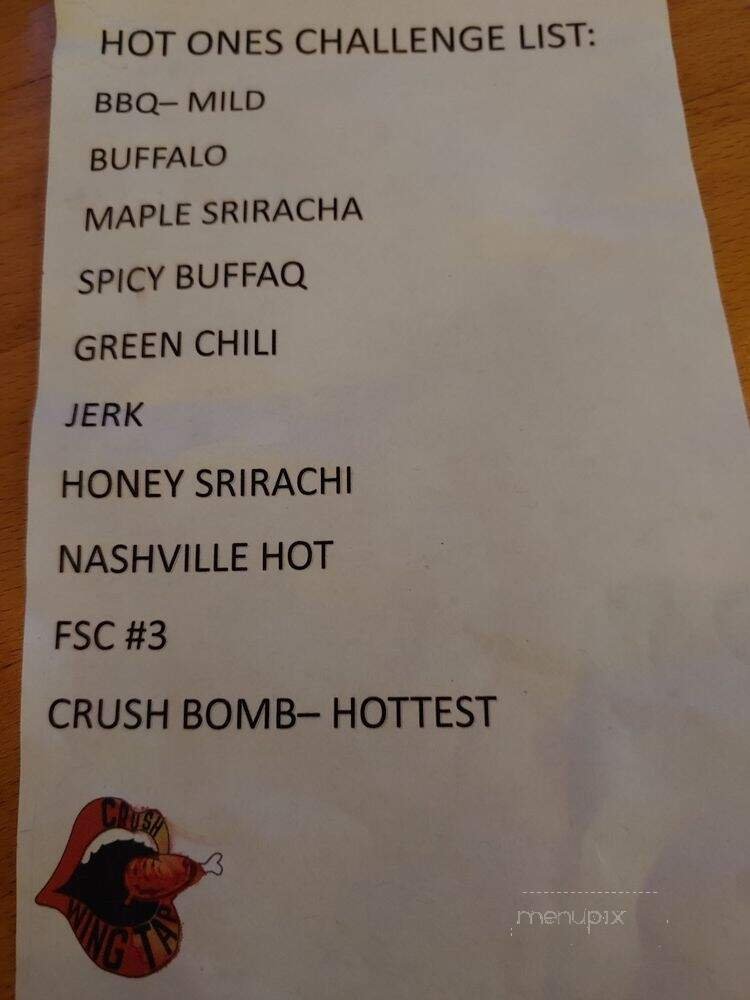 HOT ONES CHALLENGE LIST:
BBQ– MILD
BUFFALO
MAPLE SRIRACHA
SPICY BUFFAQ
GREEN CHILI
JERK
HONEY SRIRACHI
NASHVILLE HOT
FSC #3
CRUSH BOMB– HOTTEST
CRUSH
WING TAP
menupix